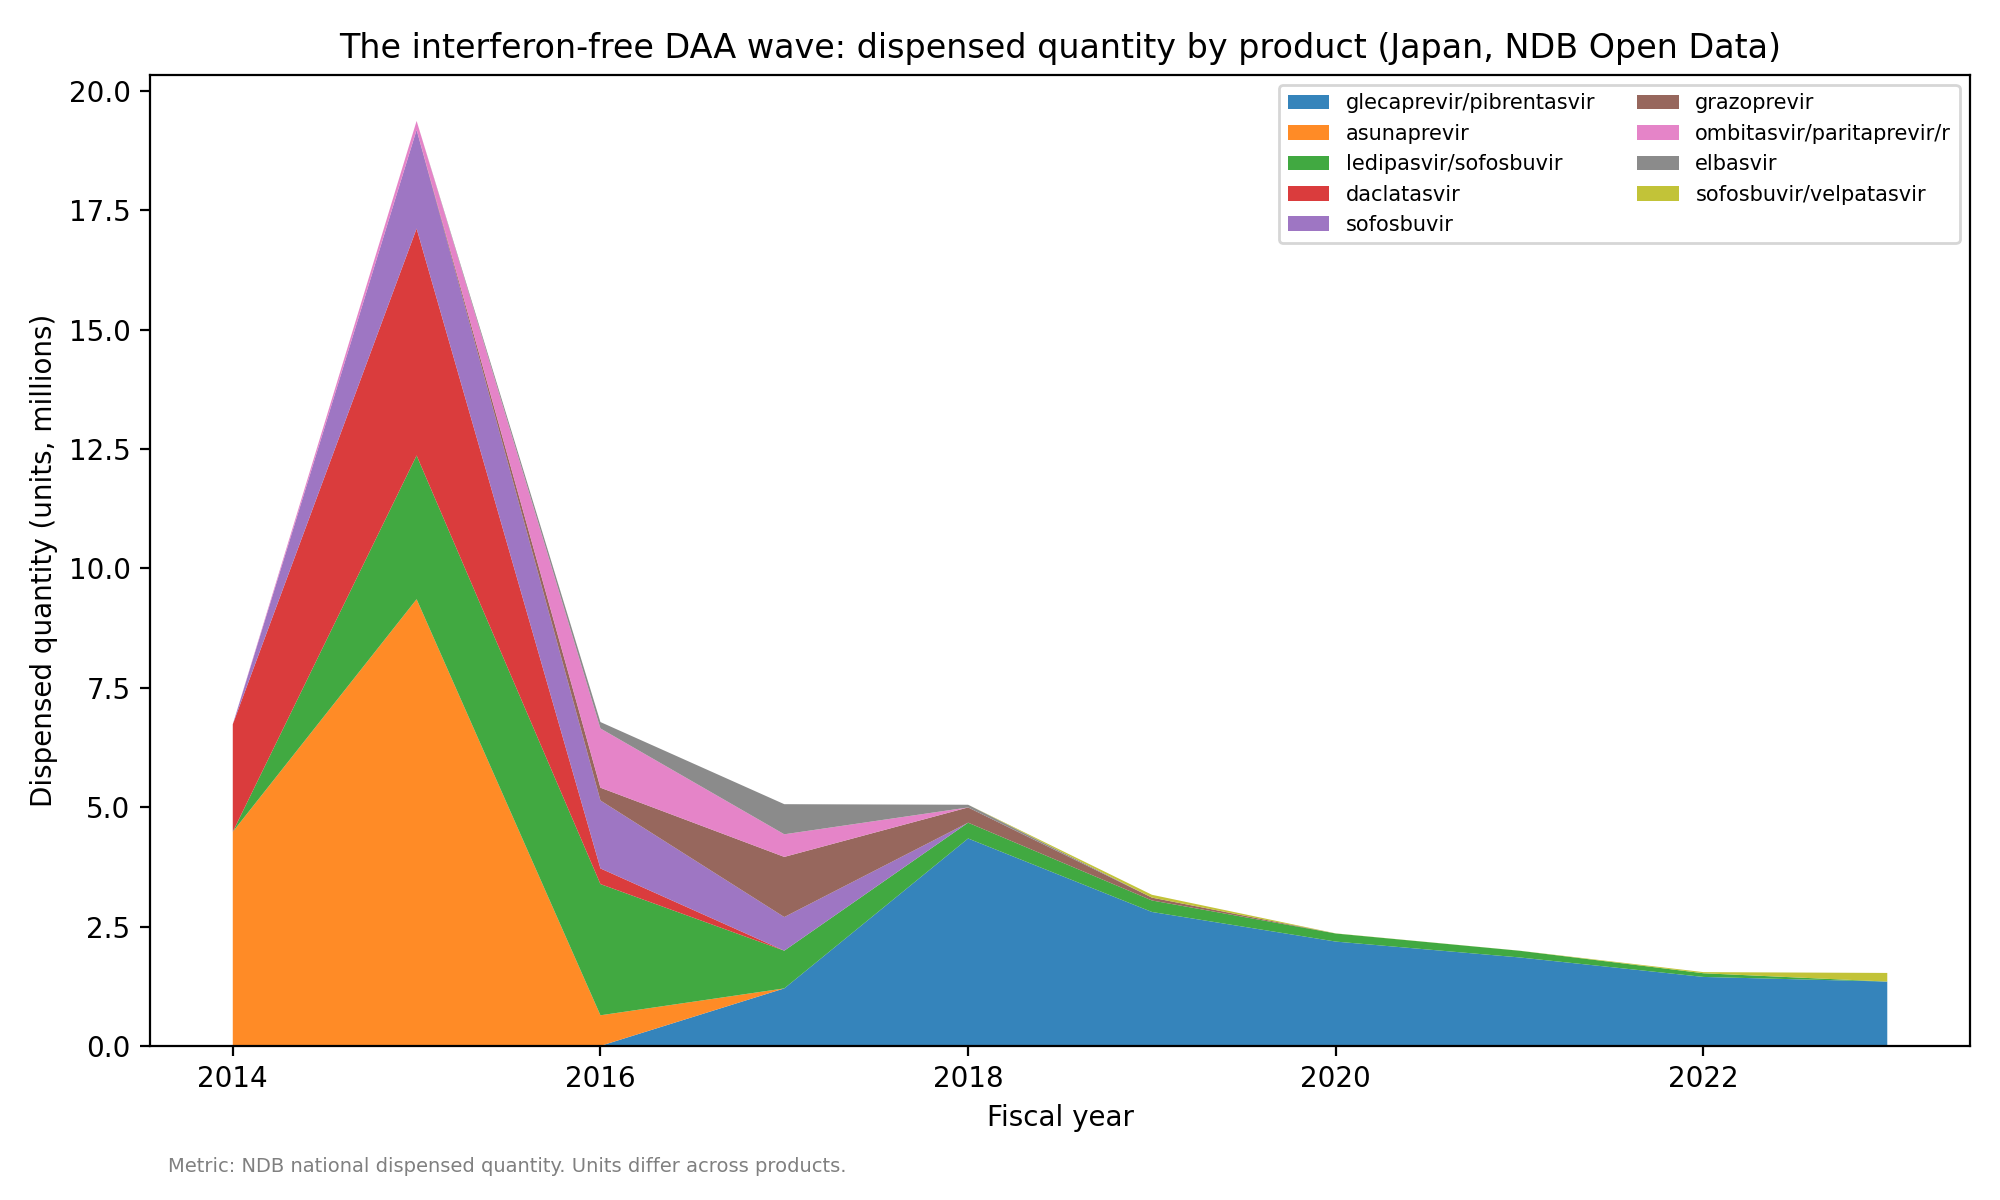 The interferon-free DAA wave: dispensed quantity by product (Japan, NDB Open Data)
glecaprevir/pibrentasvir
asunaprevir
ledipasvir/sofosbuvir
daclatasvir
sofosbuvir
grazoprevir
ombitasvir/paritaprevir/r
elbasvir
sofosbuvir/velpatasvir
Dispensed quantity (units, millions)
20.0
17.5
15.0
12.5
10.0
7.5
5.0
2.5
0.0
2014 2016 2018 2020 2022
Fiscal year
Metric: NDB national dispensed quantity. Units differ across products.